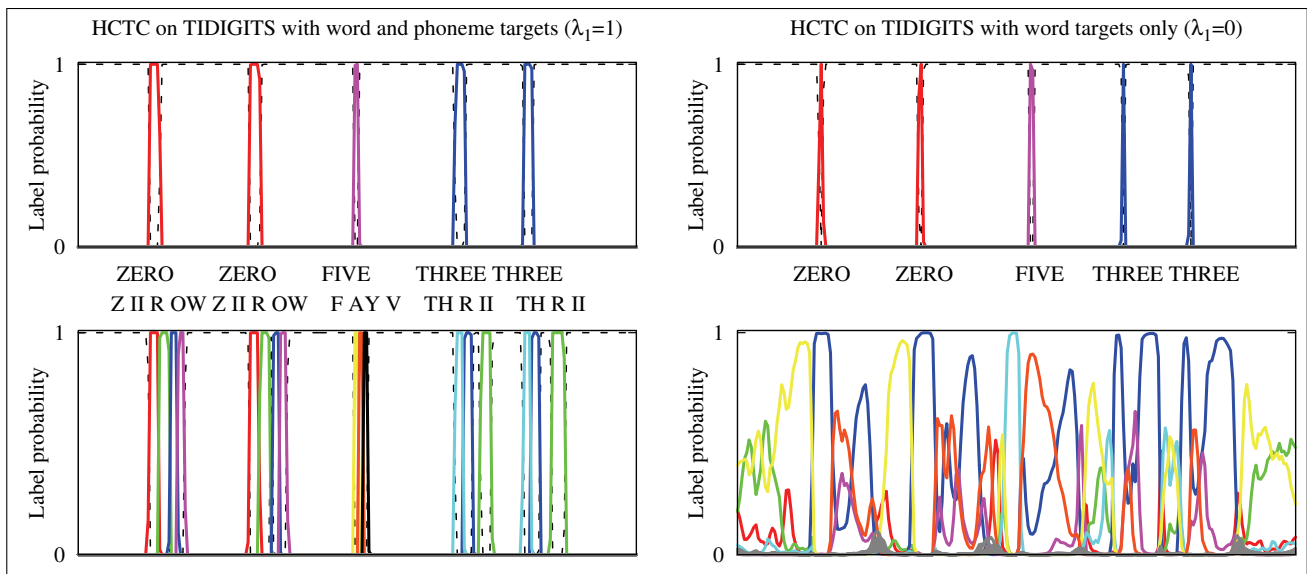 HCTC on TIDIGITS with word and phoneme targets (λ1=1)
1
Label probability
0
ZERO ZERO FIVE THREE THREE
Z II R OW Z II R OW F AY V TH R II TH R II
1
Label probability
0
HCTC on TIDIGITS with word targets only (λ1=0)
1
Label probability
0
ZERO ZERO FIVE THREE THREE
1
Label probability
0